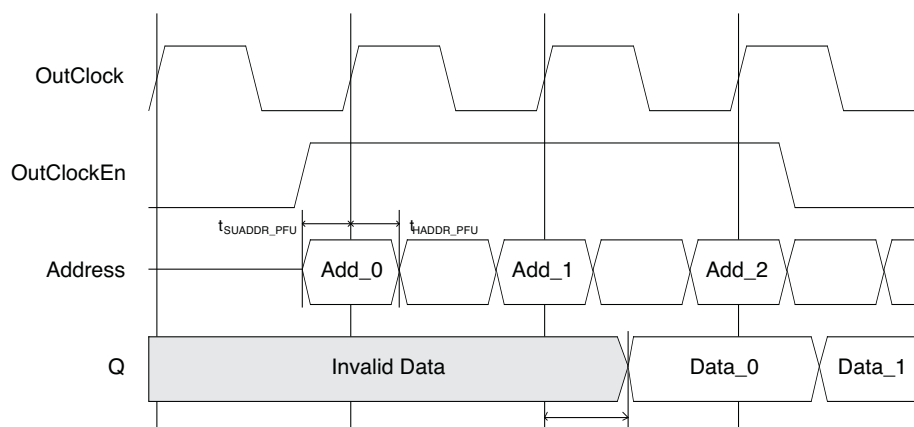 OutClock
OutClockEn
tSUADDR_PFU tHADDR_PFU
Address Add_0 Add_1 Add_2
Q Invalid Data Data_0 Data_1